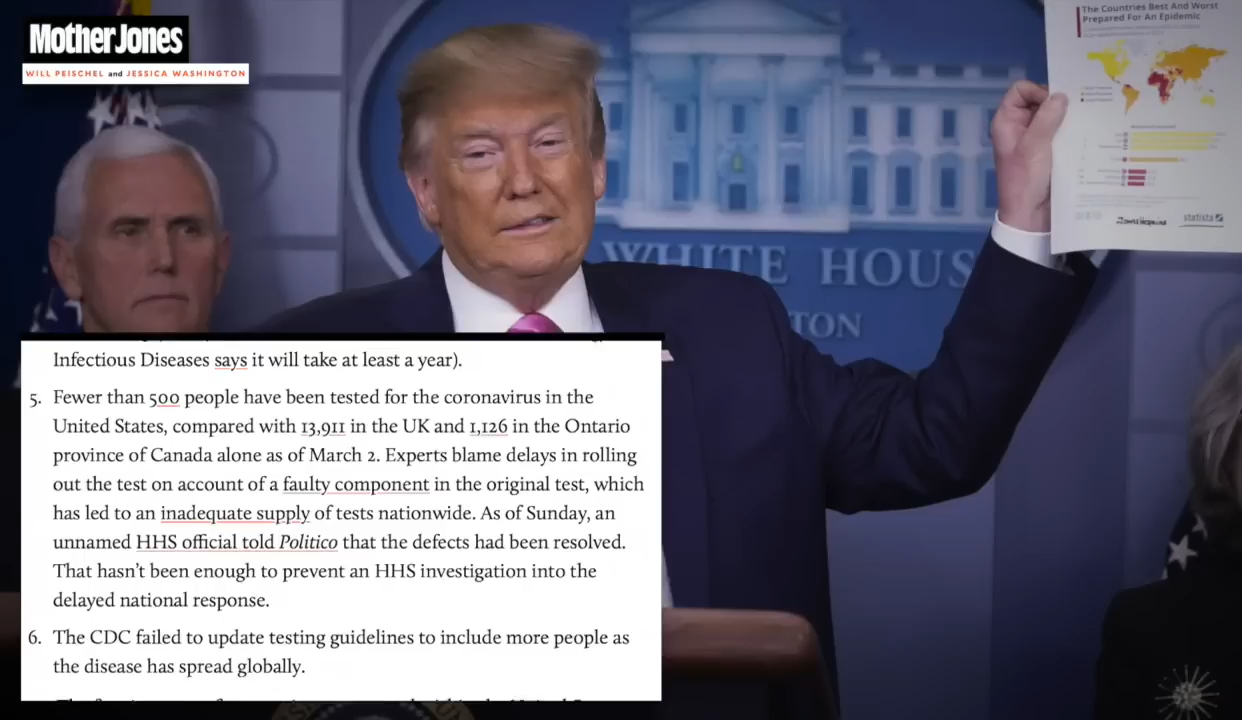 Mother Jones
WILL PEISCHEL and JESSICA WASHINGTON
The Countries Best And Worst
Prepared For An Epidemic
statista
WHITE HOUS
TON
Infectious Diseases says it will take at least a year).
5. Fewer than 500 people have been tested for the coronavirus in the
United States, compared with 13,911 in the UK and 1,126 in the Ontario
province of Canada alone as of March 2. Experts blame delays in rolling
out the test on account of a faulty component in the original test, which
has led to an inadequate supply of tests nationwide. As of Sunday, an
unnamed HHS official told Politico that the defects had been resolved.
That hasn't been enough to prevent an HHS investigation into the
delayed national response.
6. The CDC failed to update testing guidelines to include more people as
the disease has spread globally.